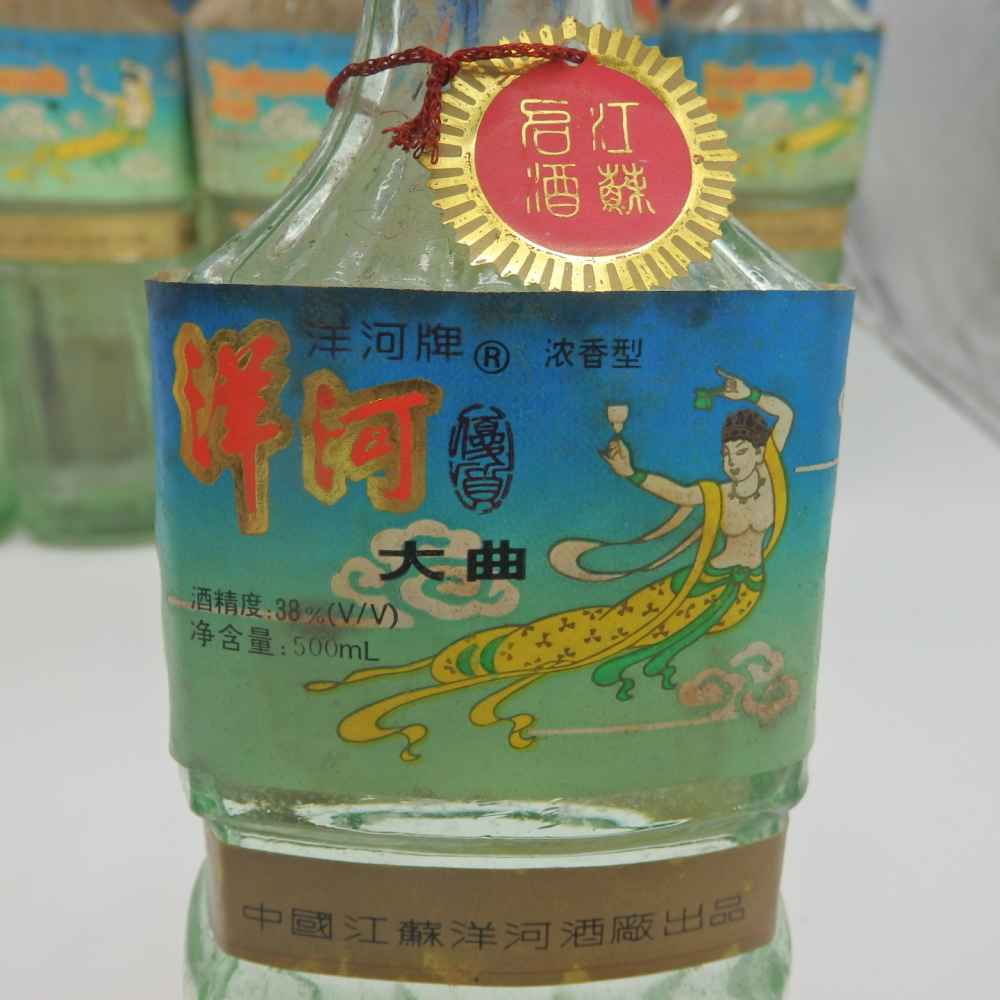 江蘇
名酒
洋河牌® 浓香型
洋河
優質
大曲
酒精度:38%(V/V)
净含量:500mL
中國江蘇洋河酒廠出品